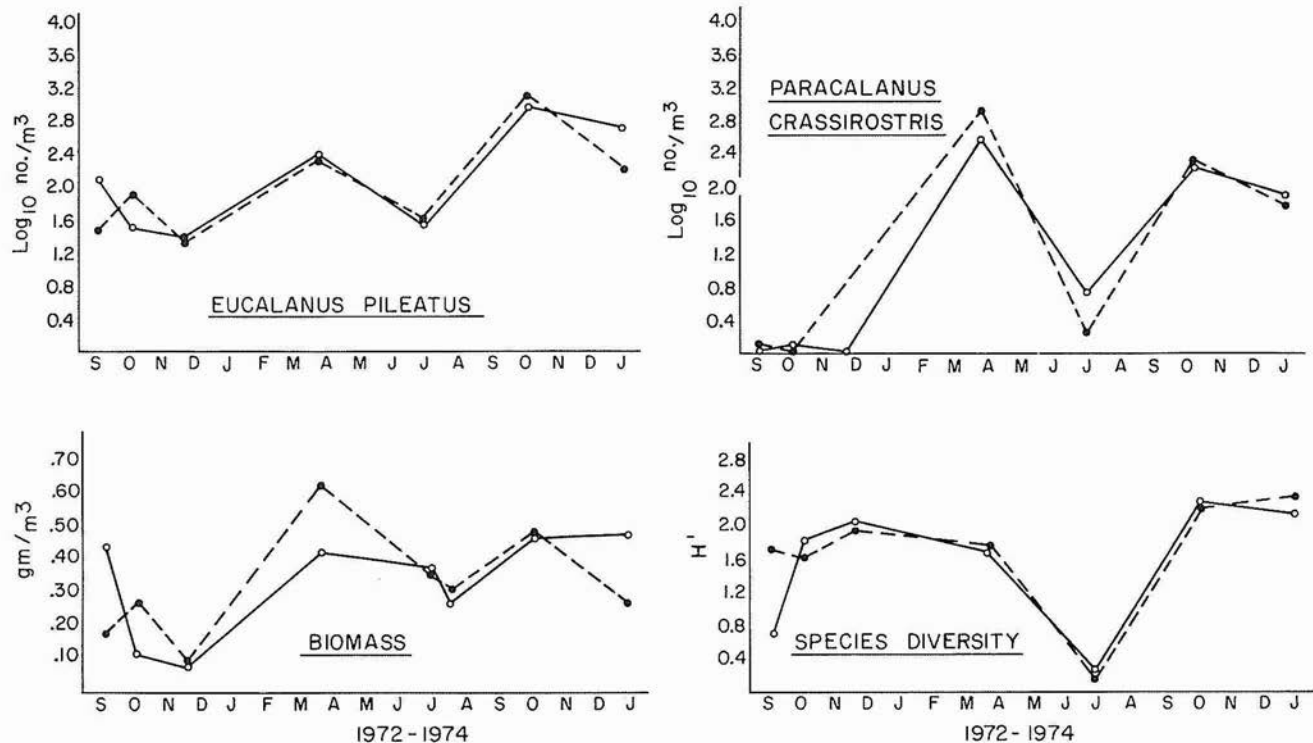 4.0
3.6
3.2
2.8
2.4
2.0
1.6
1.2
0.8
0.4
Log10 no./m3
EUCALANUS PILEATUS
S O N D J F M A M J J A S O N D J
4.0
3.6
3.2
2.8
2.4
2.0
1.6
1.2
0.8
0.4
Log10 no./m3
PARACALANUS
CRASSIROSTRIS
S O N D J F M A M J J A S O N D J
.70
.60
.50
.40
.30
.20
.10
gm/m3
BIOMASS
S O N D J F M A M J J A S O N D J
1972-1974
2.8
2.4
2.0
1.6
1.2
0.8
0.4
H'
SPECIES DIVERSITY
S O N D J F M A M J J A S O N D J
1972-1974